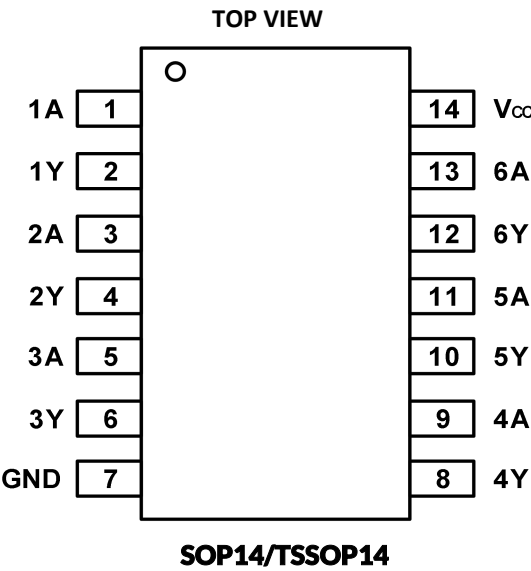 TOP VIEW
1A 1 14 Vcc
1Y 2 13 6A
2A 3 12 6Y
2Y 4 11 5A
3A 5 10 5Y
3Y 6 9 4A
GND 7 8 4Y
SOP14/TSSOP14